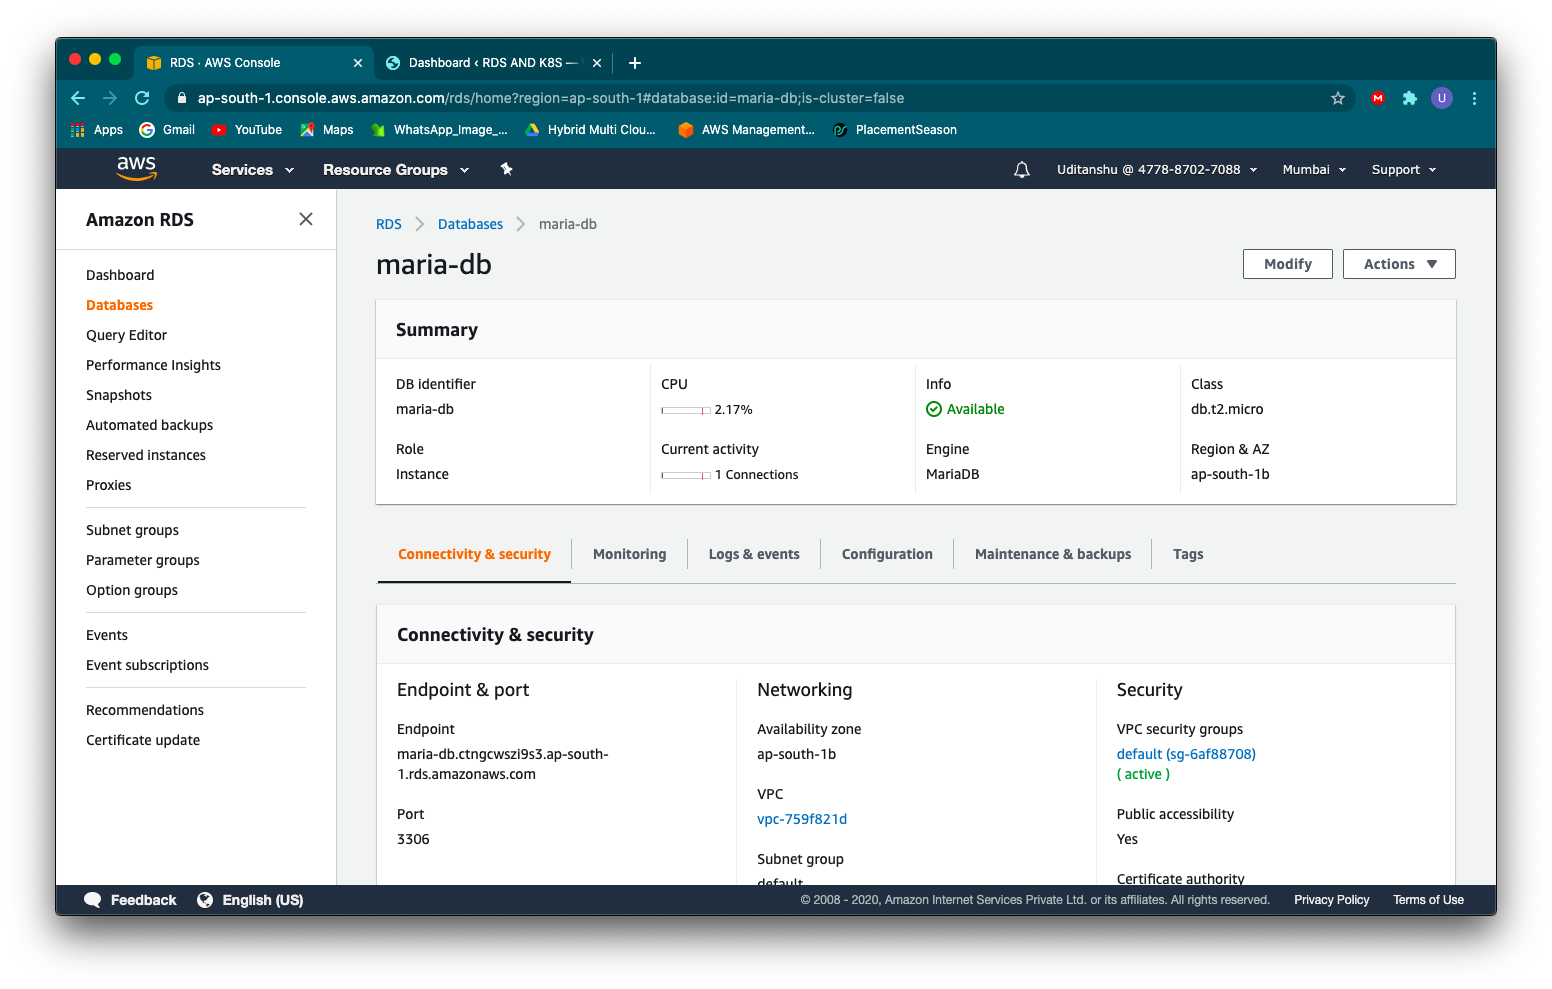 RDS · AWS Console
Dashboard ‹ RDS AND K8S —
ap-south-1.console.aws.amazon.com/rds/home?region=ap-south-1#database:id=maria-db;is-cluster=false
M
U
Apps
Gmail
YouTube
Maps
WhatsApp_Image_...
Hybrid Multi Clou...
AWS Management...
PlacementSeason
aws
Services
Resource Groups
Uditanshu @ 4778-8702-7088
Mumbai
Support
Amazon RDS
Dashboard
Databases
Query Editor
Performance Insights
Snapshots
Automated backups
Reserved instances
Proxies
Subnet groups
Parameter groups
Option groups
Events
Event subscriptions
Recommendations
Certificate update
RDS
Databases
maria-db
maria-db
Modify
Actions
Summary
DB identifier
maria-db
CPU
2.17%
Info
Available
Class
db.t2.micro
Role
Instance
Current activity
1 Connections
Engine
MariaDB
Region & AZ
ap-south-1b
Connectivity & security
Monitoring
Logs & events
Configuration
Maintenance & backups
Tags
Connectivity & security
Endpoint & port
Endpoint
maria-db.ctngcwszi9s3.ap-south-
1.rds.amazonaws.com
Port
3306
Networking
Availability zone
ap-south-1b
VPC
vpc-759f821d
Subnet group
default
Security
VPC security groups
default (sg-6af88708)
( active )
Public accessibility
Yes
Certificate authority
Feedback
English (US)
© 2008 - 2020, Amazon Internet Services Private Ltd. or its affiliates. All rights reserved.
Privacy Policy
Terms of Use